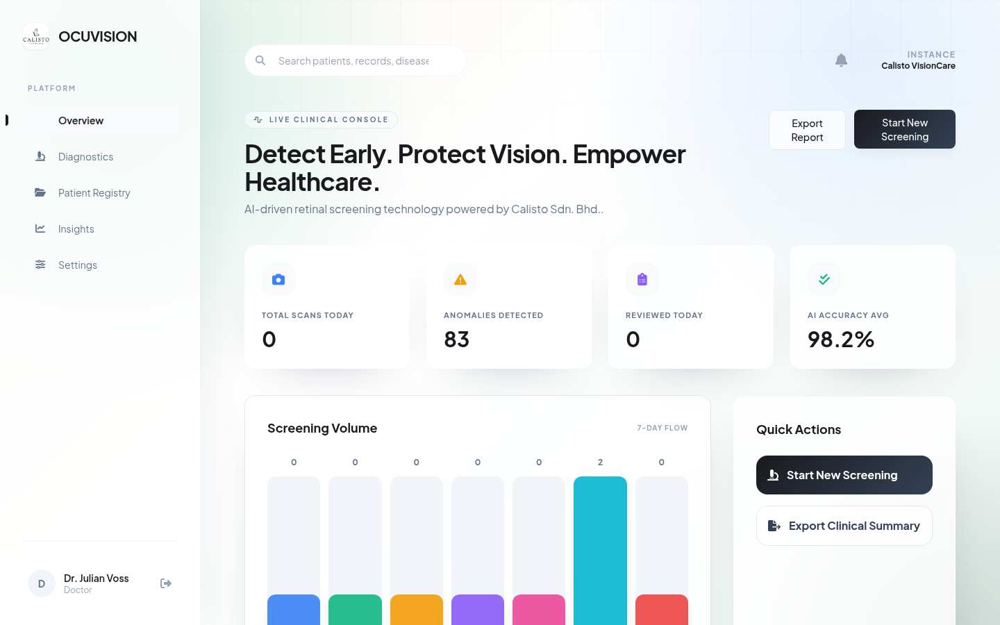 CALISTO
OCUVISION
PLATFORM
Overview
Diagnostics
Patient Registry
Insights
Settings
D
Dr. Julian Voss
Doctor
Search patients, records, disease
INSTANCE
Calisto VisionCare
LIVE CLINICAL CONSOLE
Detect Early. Protect Vision. Empower
Healthcare.
AI-driven retinal screening technology powered by Calisto Sdn. Bhd..
Export
Report
Start New
Screening
TOTAL SCANS TODAY
0
ANOMALIES DETECTED
83
REVIEWED TODAY
0
AI ACCURACY AVG
98.2%
Screening Volume
7-DAY FLOW
0 0 0 0 0 2 0
Quick Actions
Start New Screening
Export Clinical Summary